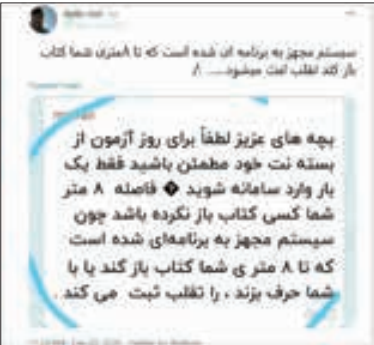 سیستم مجهز به برنامه ای شده است که تا ۸متری شما کتاب
باز کند تقلب ثبت میشود..... :/
بچه های عزیز لطفاً برای روز آزمون از
بسته نت خود مطمئن باشید فقط یک
بار وارد سامانه شوید � فاصله ۸ متر
شما کسی کتاب باز نکرده باشد چون
سیستم مجهز به برنامه‌ای شده است
که تا ۸ متر ی شما کتاب باز کند یا با
شما حرف بزند ، را تقلب ثبت می کند .